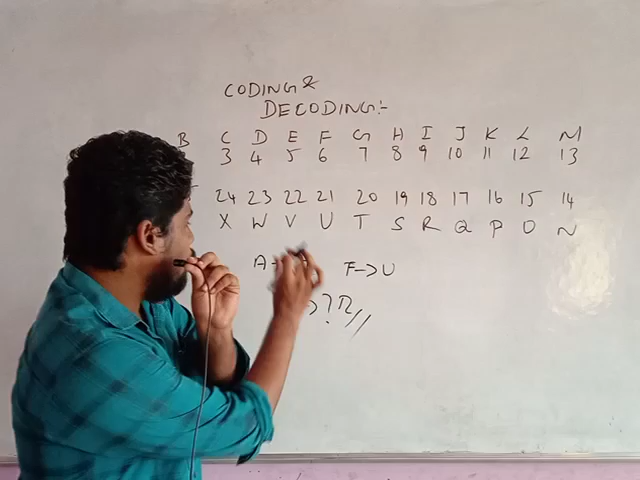 CODING &
DECODING:-
B C D E F G H I J K L M
3 4 5 6 7 8 9 10 11 12 13
24 23 22 21 20 19 18 17 16 15 14
X W V U T S R Q P O N
A F->U
>?R//